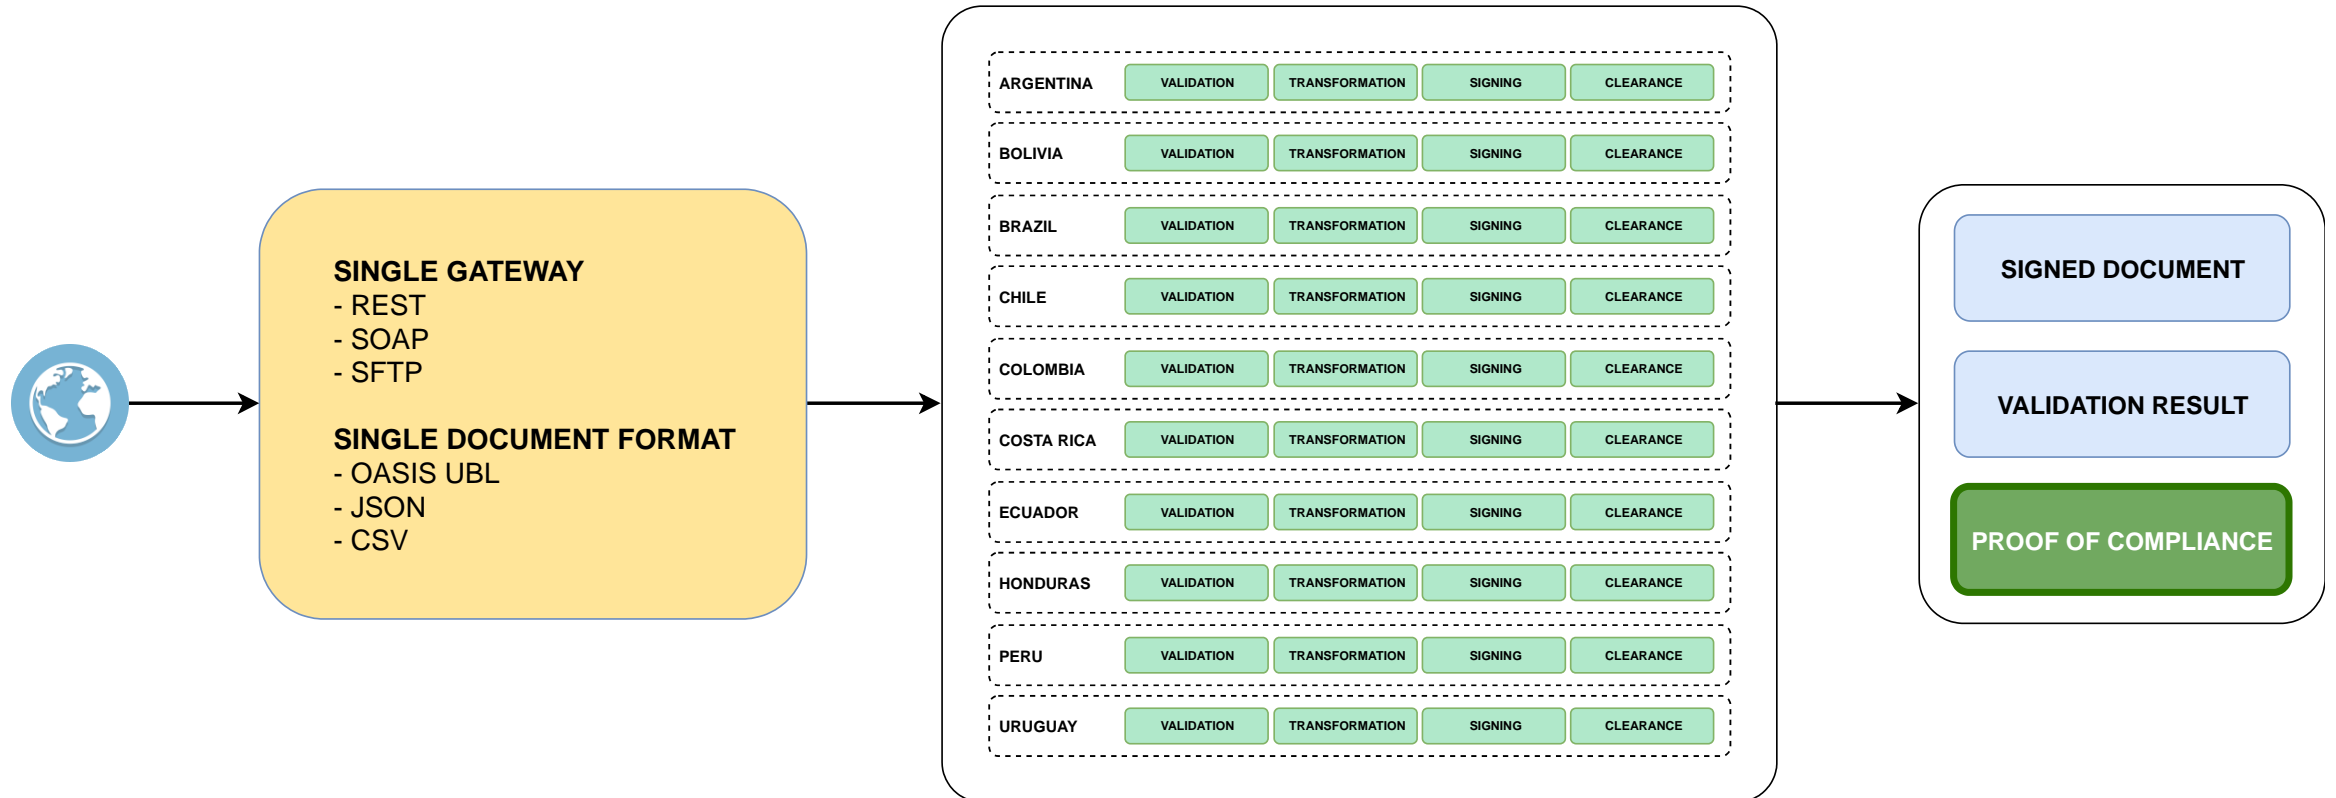 SINGLE GATEWAY
- REST
- SOAP
- SFTP
SINGLE DOCUMENT FORMAT
- OASIS UBL
- JSON
- CSV
ARGENTINA VALIDATION TRANSFORMATION SIGNING CLEARANCE
BOLIVIA VALIDATION TRANSFORMATION SIGNING CLEARANCE
BRAZIL VALIDATION TRANSFORMATION SIGNING CLEARANCE
CHILE VALIDATION TRANSFORMATION SIGNING CLEARANCE
COLOMBIA VALIDATION TRANSFORMATION SIGNING CLEARANCE
COSTA RICA VALIDATION TRANSFORMATION SIGNING CLEARANCE
ECUADOR VALIDATION TRANSFORMATION SIGNING CLEARANCE
HONDURAS VALIDATION TRANSFORMATION SIGNING CLEARANCE
PERU VALIDATION TRANSFORMATION SIGNING CLEARANCE
URUGUAY VALIDATION TRANSFORMATION SIGNING CLEARANCE
SIGNED DOCUMENT
VALIDATION RESULT
PROOF OF COMPLIANCE